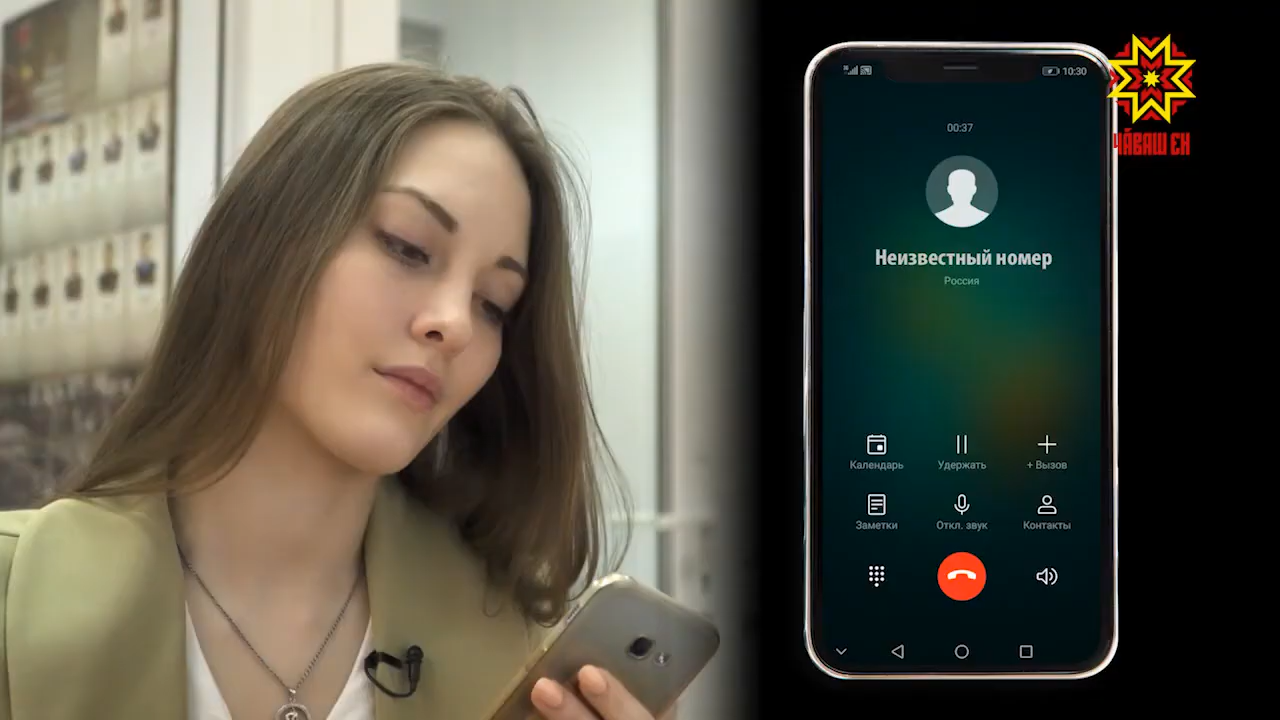 10:30
ЧӐВАШ ЕН
00:37
Неизвестный номер
Россия
Календарь
Удержать
+ Вызов
Заметки
Откл. звук
Контакты